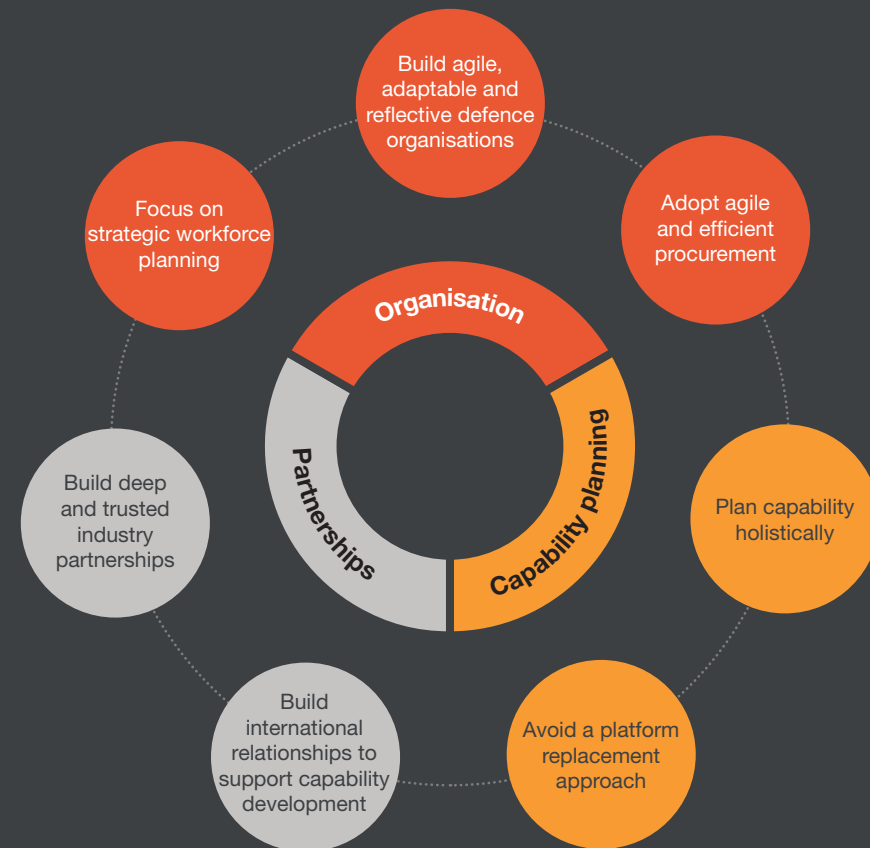 Build agile,
adaptable and
reflective defence
organisations
Adopt agile
and efficient
procurement
Focus on
strategic workforce
planning
Organisation
Partnerships
Capability planning
Build deep
and trusted
industry
partnerships
Plan capability
holistically
Build
international
relationships to
support capability
development
Avoid a platform
replacement
approach